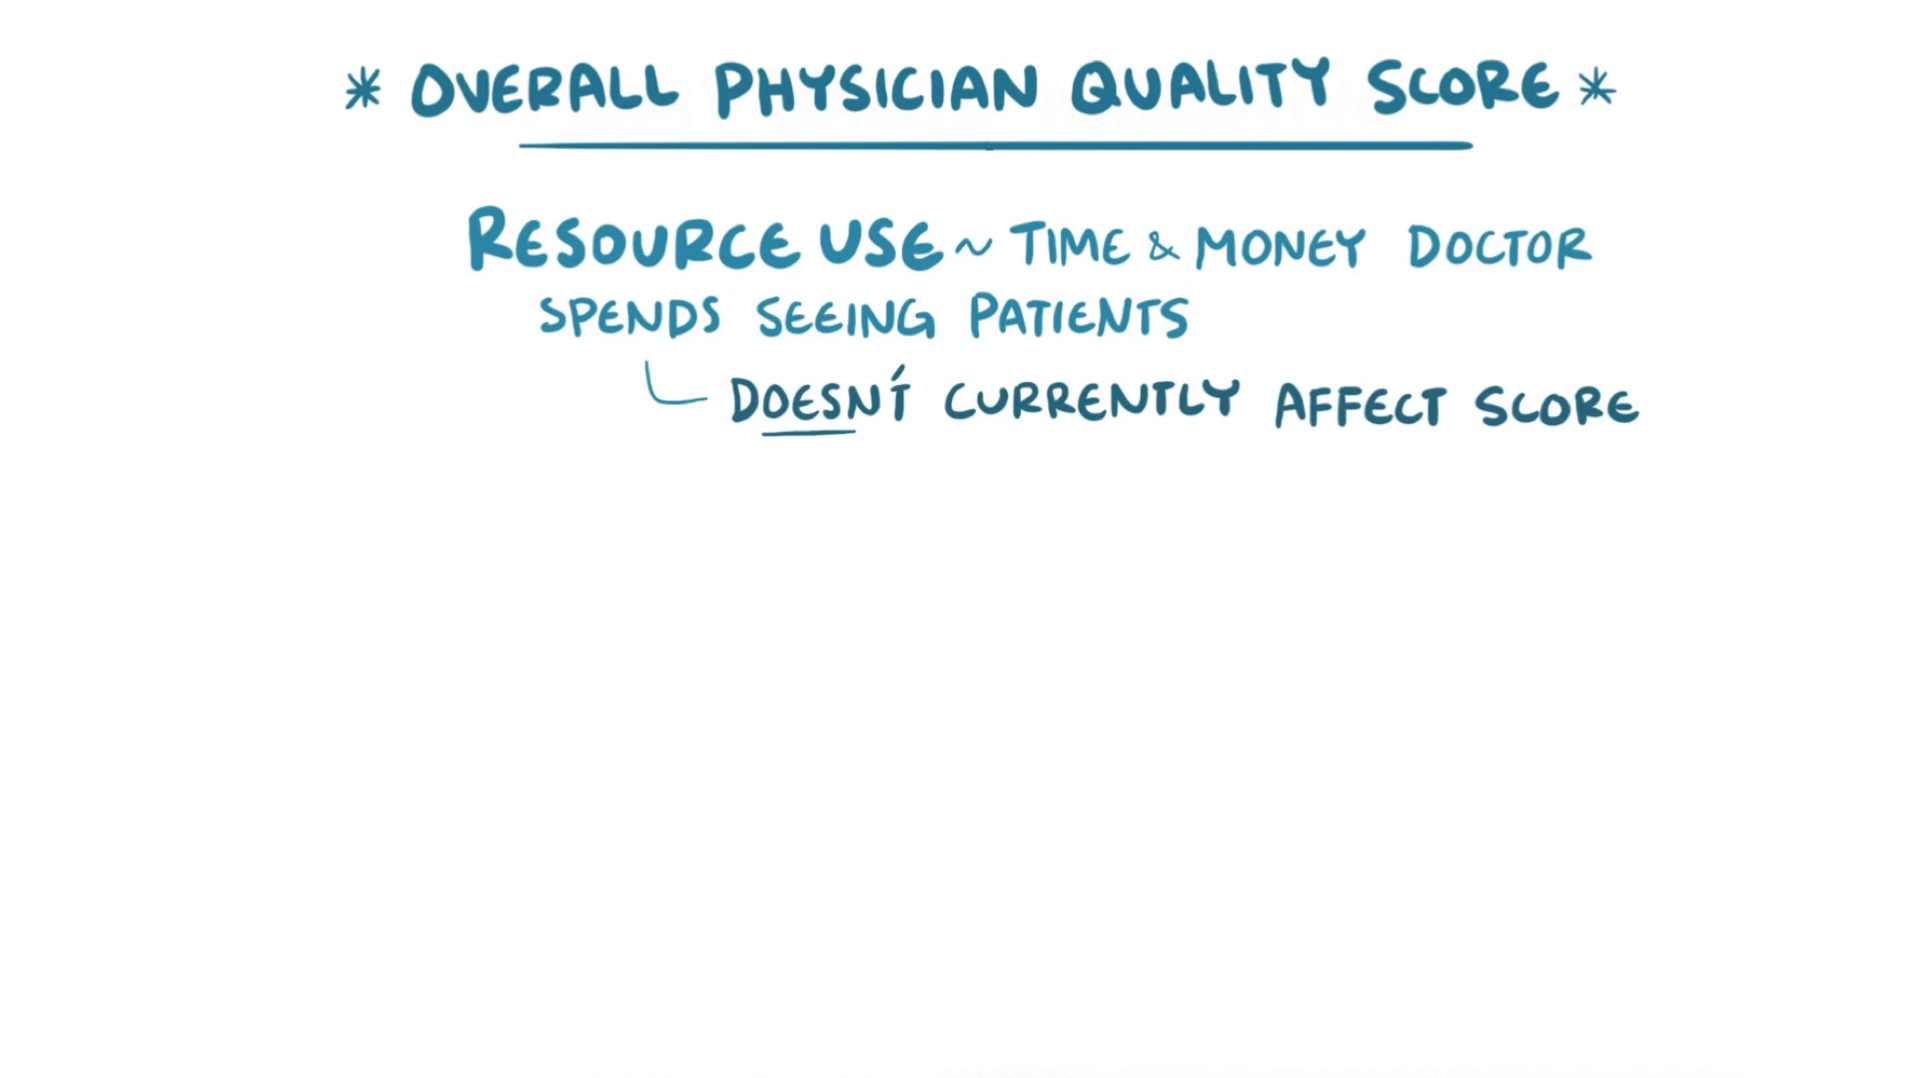 * OVERALL PHYSICIAN QUALITY SCORE *
RESOURCE USE ~ TIME & MONEY DOCTOR
SPENDS SEEING PATIENTS
DOESN'T CURRENTLY AFFECT SCORE